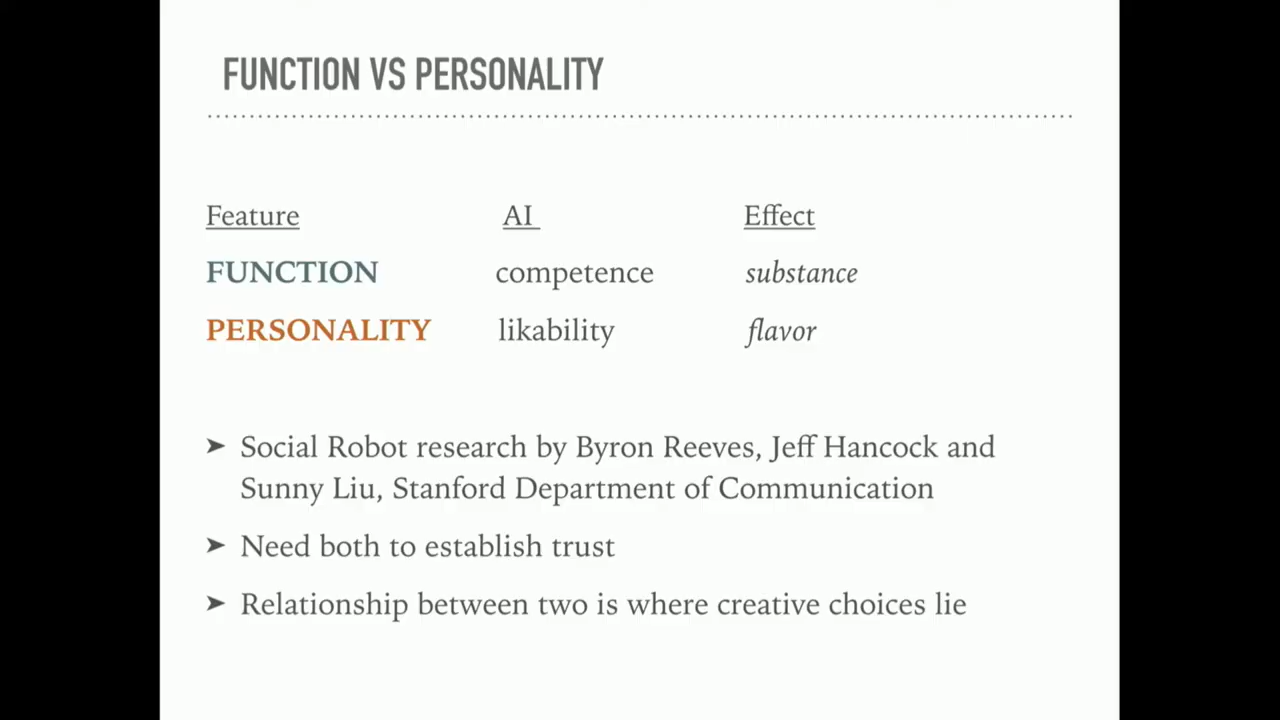 FUNCTION VS PERSONALITY
Feature AI Effect
FUNCTION competence substance
PERSONALITY likability flavor
➤ Social Robot research by Byron Reeves, Jeff Hancock and
Sunny Liu, Stanford Department of Communication
➤ Need both to establish trust
➤ Relationship between two is where creative choices lie